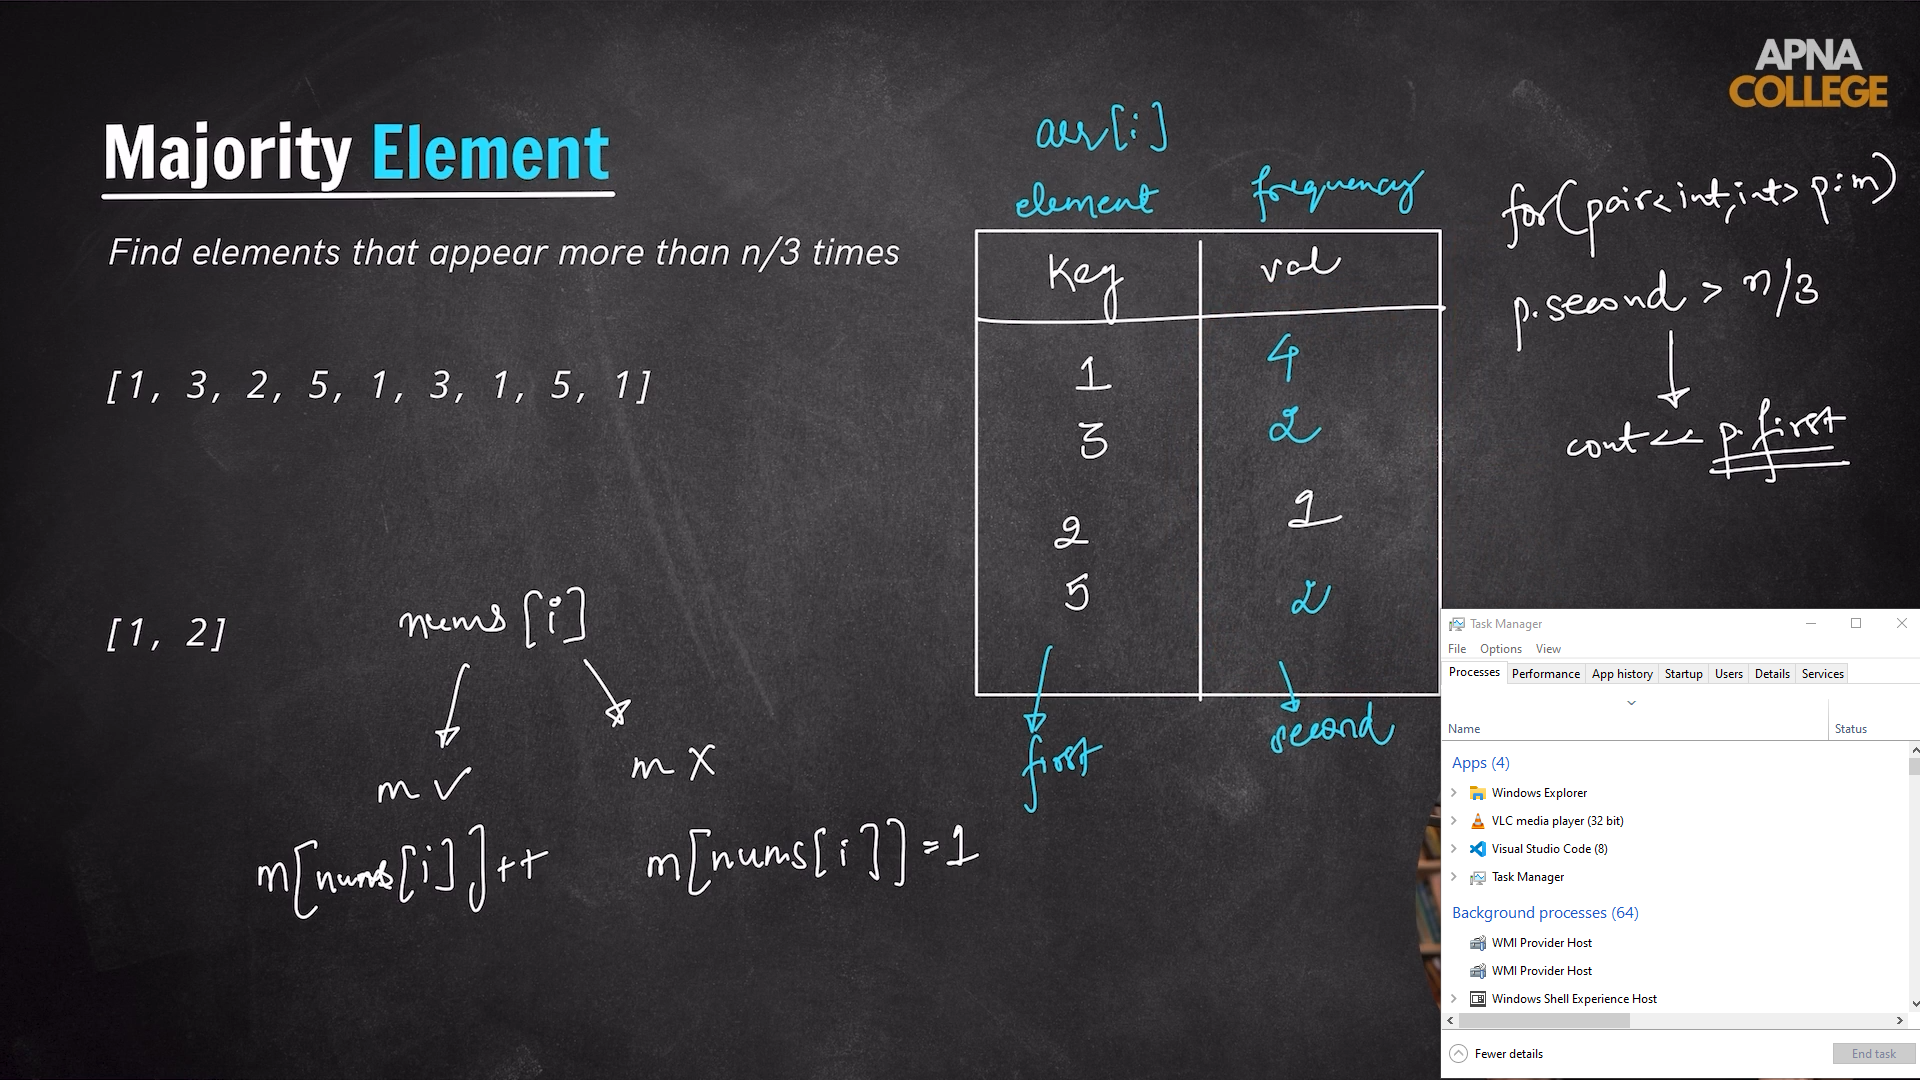 APNA
COLLEGE
Majority Element
Find elements that appear more than n/3 times
[1, 3, 2, 5, 1, 3, 1, 5, 1]
[1, 2]
nums[i]
m ✓
m X
m[nums[i]]++
m[nums[i]]=1
arr[i]
element frequency
Key val
1 4
3 2
2 1
5 2
first second
for(pair<int,int> p:m)
p.second > n/3
cout<< p.first
Task Manager
File Options View
Processes Performance App history Startup Users Details Services
Name Status
Apps (4)
Windows Explorer
VLC media player (32 bit)
Visual Studio Code (8)
Task Manager
Background processes (64)
WMI Provider Host
WMI Provider Host
Windows Shell Experience Host
Fewer details
End task